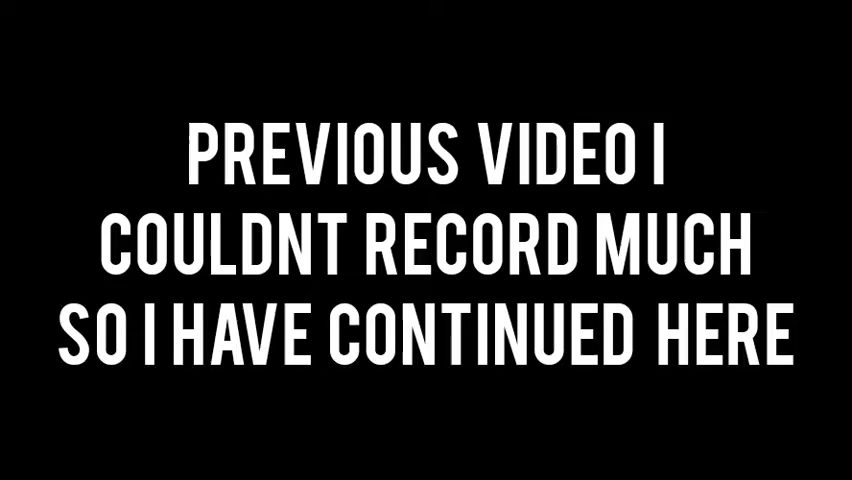 PREVIOUS VIDEO I
COULDNT RECORD MUCH
SO I HAVE CONTINUED HERE